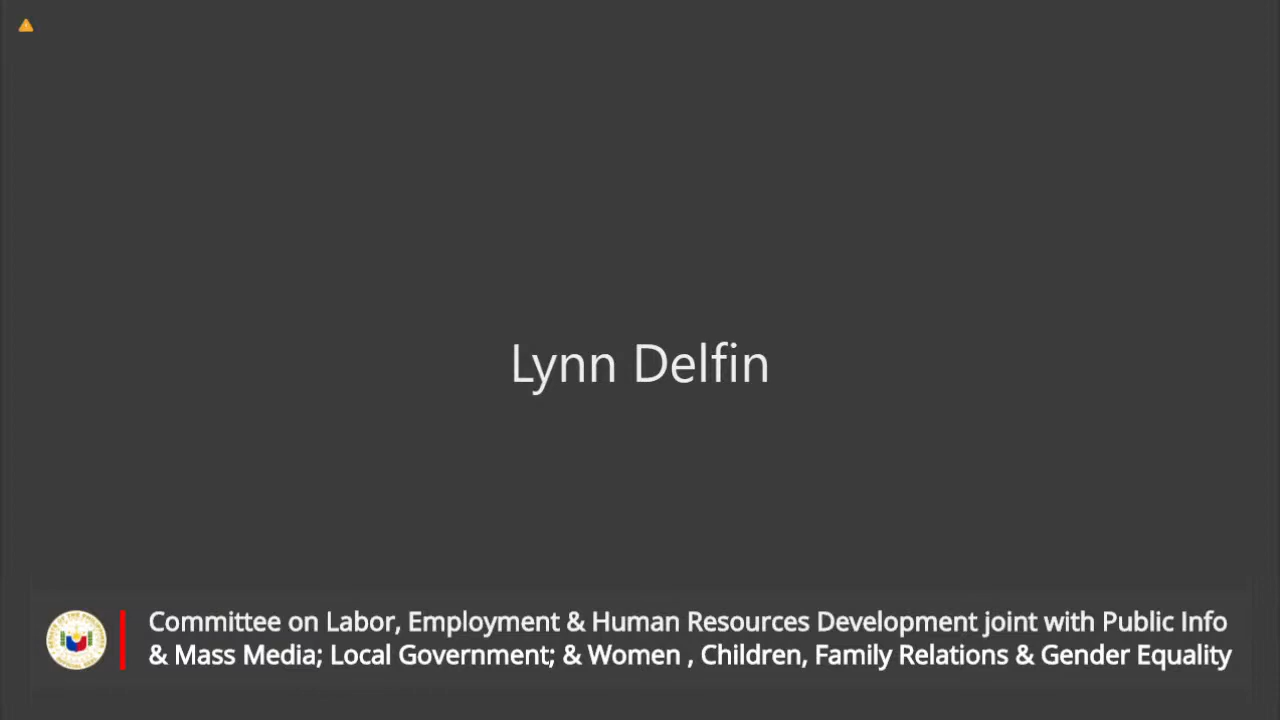 Lynn Delfin
Committee on Labor, Employment & Human Resources Development joint with Public Info
& Mass Media; Local Government; & Women , Children, Family Relations & Gender Equality